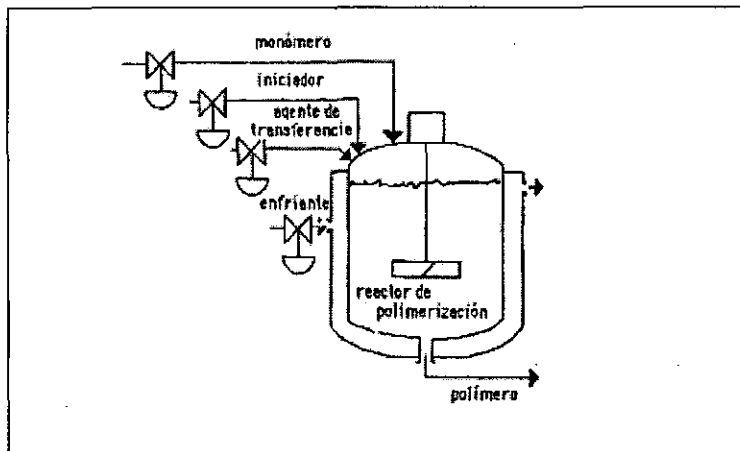 monómero
iniciador
agente de
transferencia
enfriante
reactor de
polimerización
polímero